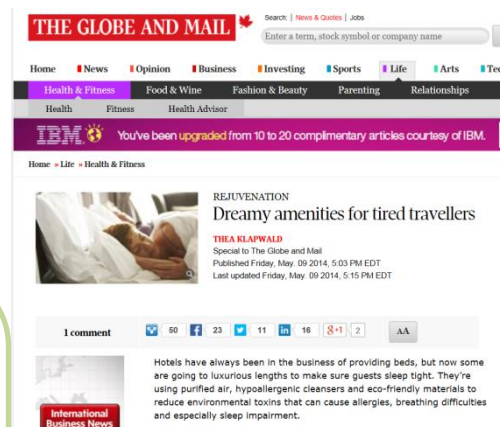 THE GLOBE AND MAIL
Search: | News & Quotes | Jobs
Enter a term, stock symbol or company name
Home News Opinion Business Investing Sports Life Arts Tec
Health & Fitness Food & Wine Fashion & Beauty Parenting Relationships
Health Fitness Health Advisor
IBM. You've been upgraded from 10 to 20 complimentary articles courtesy of IBM.
Home » Life » Health & Fitness
REJUVENATION
Dreamy amenities for tired travellers
THEA KLAPWALD
Special to The Globe and Mail
Published Friday, May. 09 2014, 5:03 PM EDT
Last updated Friday, May. 09 2014, 5:15 PM EDT
1 comment 50 23 11 in 16 g+1 2 AA
Hotels have always been in the business of providing beds, but now some
are going to luxurious lengths to make sure guests sleep tight. They're
using purified air, hypoallergenic cleansers and eco-friendly materials to
reduce environmental toxins that can cause allergies, breathing difficulties
and especially sleep impairment.
International
Business News